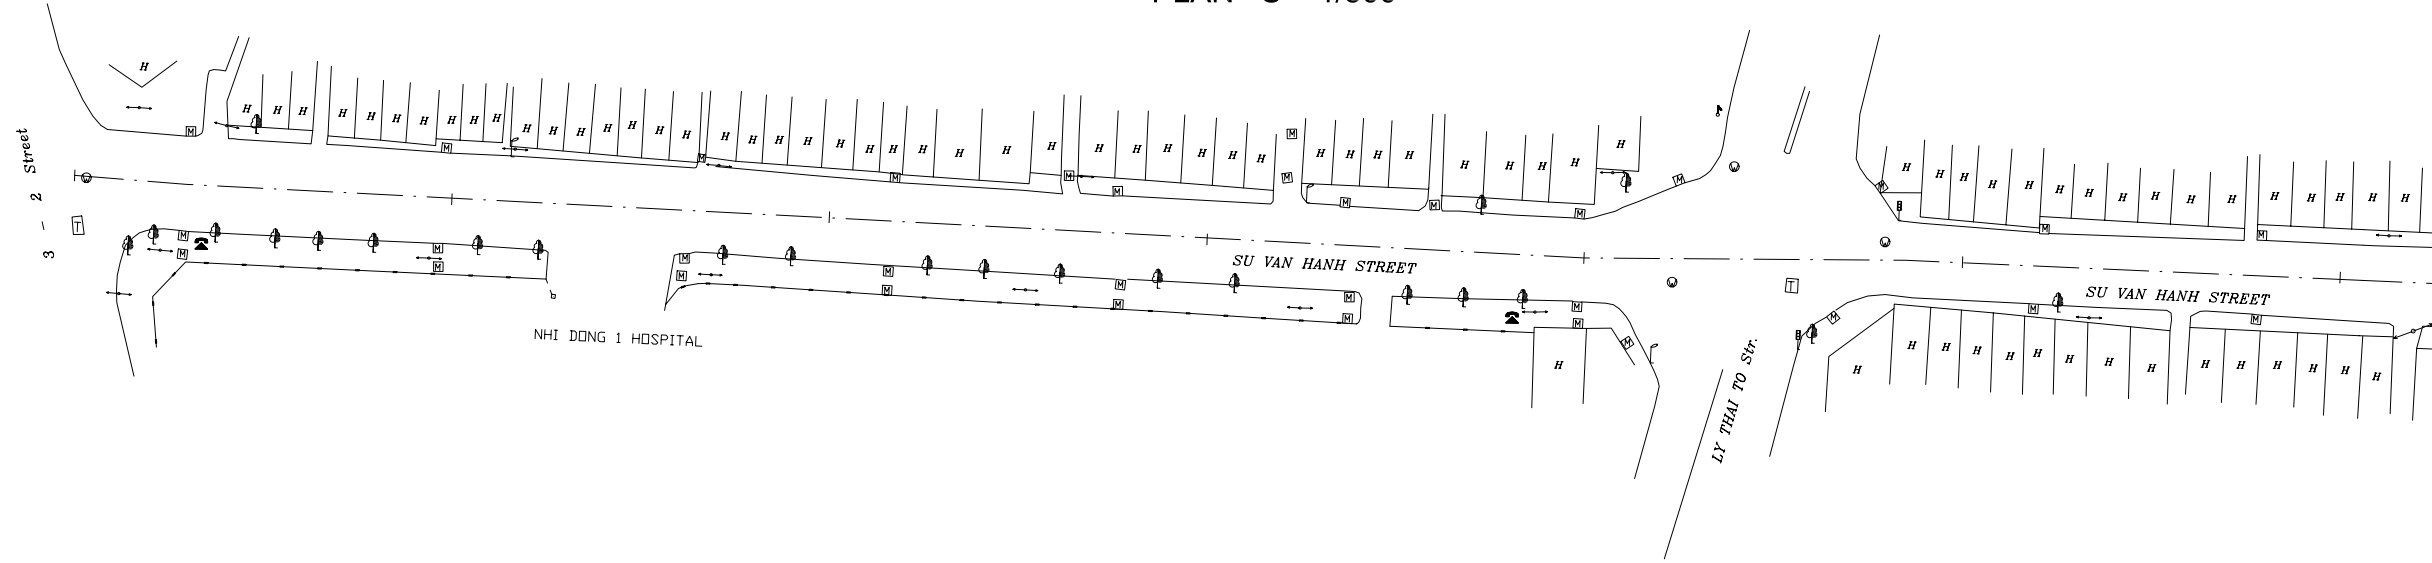 PLAN
H
H H H
H H H H H H H
H H H H H H H
H H H H H H H H H H H
H H H H H H
H H H H
H H H H H
H H H H H H H H H H
H H H H H
M M M M M M M M M M M M M M M
W W W W
3 - 2 Street
T T
SU VAN HANH STREET
SU VAN HANH STREET
M M M M M M M M M M M M M M M M M M
NHI DONG 1 HOSPITAL
LY THAI TO Str.
H
H H H H H H H H H
H H H H H H